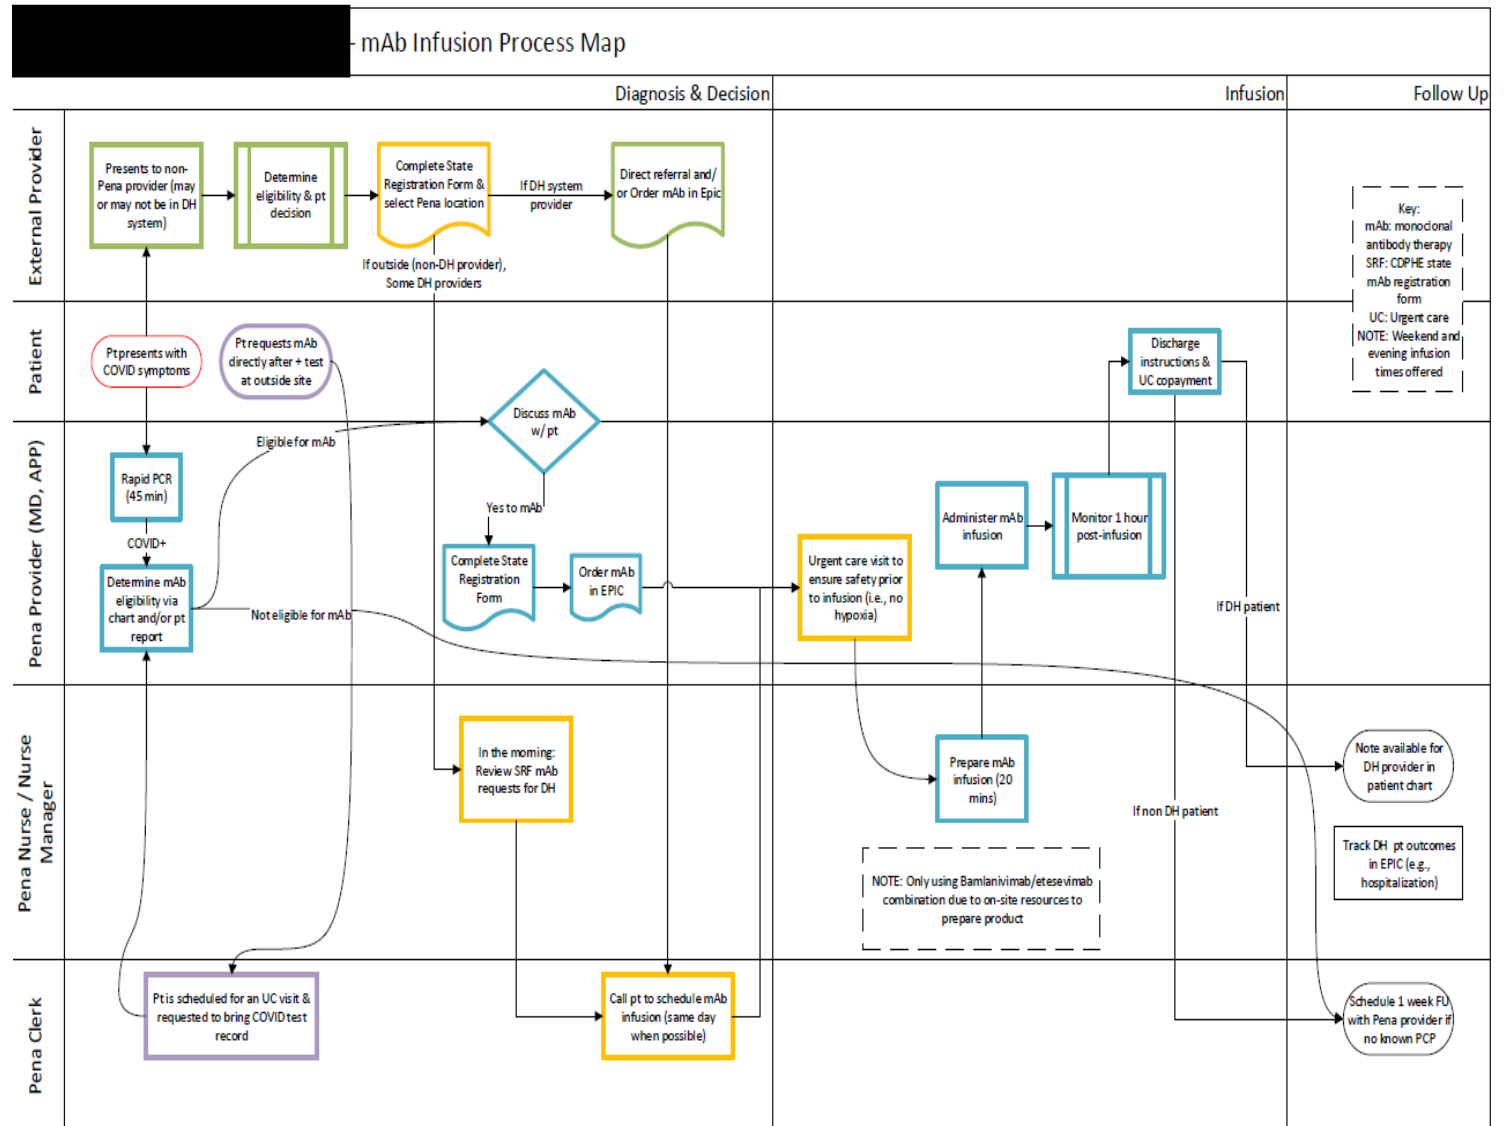 - mAb Infusion Process Map
Diagnosis & Decision
Infusion
Follow Up
External Provider
Presents to non-
Pena provider (may
or may not be in DH
system)
Determine
eligibility & pt
decision
Complete State
Registration Form &
select Pena location
If DH system
provider
Direct referral and/
or Order mAb in Epic
If outside (non-DH provider),
Some DH providers
Key:
mAb: monoclonal
antibody therapy
SRF: CDPHE state
mAb registration
form
UC: Urgent care
NOTE: Weekend and
evening infusion
times offered
Patient
Pt presents with
COVID symptoms
Pt requests mAb
directly after + test
at outside site
Discuss mAb
w/ pt
Discharge
instructions &
UC copayment
Pena Provider (MD, APP)
Eligible for mAb
Rapid PCR
(45 min)
COVID+
Determine mAb
eligibility via
chart and/or pt
report
Not eligible for mAb
Yes to mAb
Complete State
Registration
Form
Order mAb
in EPIC
Urgent care visit to
ensure safety prior
to infusion (i.e., no
hypoxia)
Administer mAb
infusion
Monitor 1 hour
post-infusion
If DH patient
Pena Nurse / Nurse
Manager
In the morning:
Review SRF mAb
requests for DH
Prepare mAb
infusion (20
mins)
If non DH patient
NOTE: Only using Bamlanivimab/etesevimab
combination due to on-site resources to
prepare product
Note available for
DH provider in
patient chart
Track DH pt outcomes
in EPIC (e.g.,
hospitalization)
Pena Clerk
Pt is scheduled for an UC visit &
requested to bring COVID test
record
Call pt to schedule mAb
infusion (same day
when possible)
Schedule 1 week FU
with Pena provider if
no known PCP